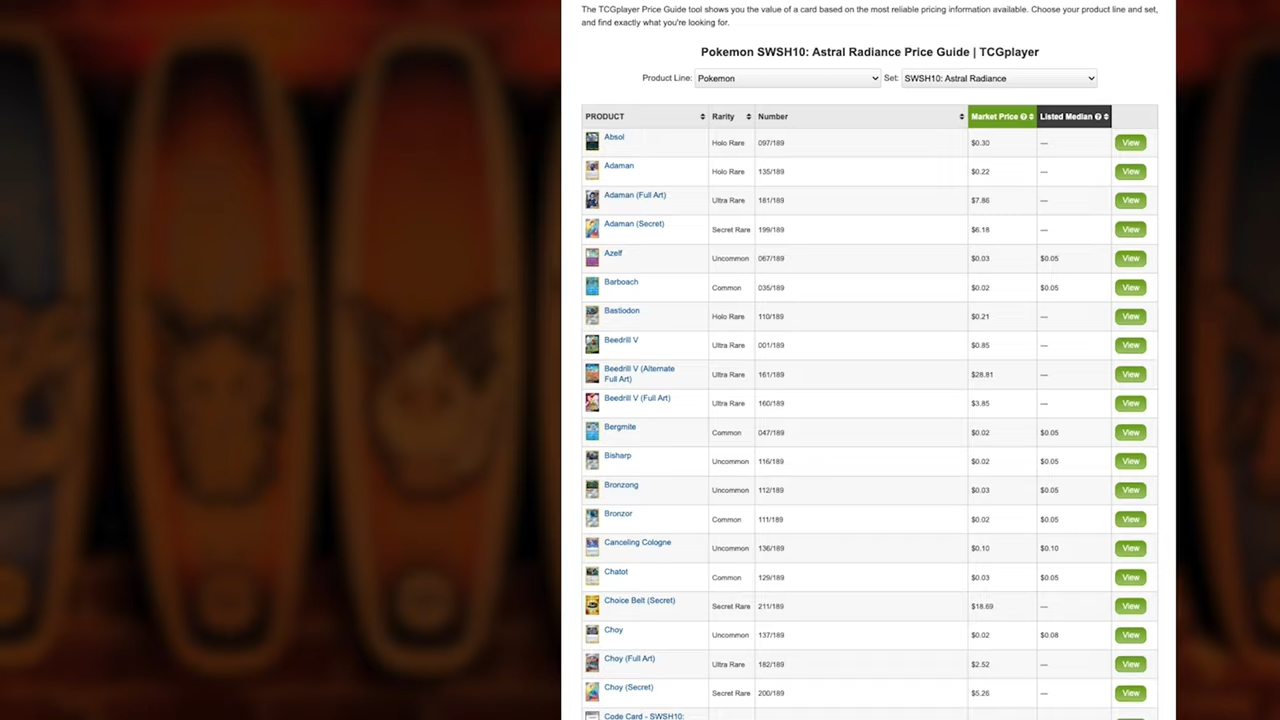 The TCGplayer Price Guide tool shows you the value of a card based on the most reliable pricing information available. Choose your product line and set,
and find exactly what you're looking for.
Pokemon SWSH10: Astral Radiance Price Guide | TCGplayer
Product Line: Pokemon Set: SWSH10: Astral Radiance
PRODUCT Rarity Number Market Price Listed Median
Absol Holo Rare 097/189 $0.30 — View
Adaman Holo Rare 135/189 $0.22 — View
Adaman (Full Art) Ultra Rare 181/189 $7.86 — View
Adaman (Secret) Secret Rare 199/189 $6.18 — View
Azelf Uncommon 067/189 $0.03 $0.05 View
Barboach Common 035/189 $0.02 $0.05 View
Bastiodon Holo Rare 110/189 $0.21 — View
Beedrill V Ultra Rare 001/189 $0.85 — View
Beedrill V (Alternate
Full Art) Ultra Rare 161/189 $28.81 — View
Beedrill V (Full Art) Ultra Rare 160/189 $3.85 — View
Bergmite Common 047/189 $0.02 $0.05 View
Bisharp Uncommon 116/189 $0.02 $0.05 View
Bronzong Uncommon 112/189 $0.03 $0.05 View
Bronzor Common 111/189 $0.02 $0.05 View
Canceling Cologne Uncommon 136/189 $0.10 $0.10 View
Chatot Common 129/189 $0.03 $0.05 View
Choice Belt (Secret) Secret Rare 211/189 $18.69 — View
Choy Uncommon 137/189 $0.02 $0.08 View
Choy (Full Art) Ultra Rare 182/189 $2.52 — View
Choy (Secret) Secret Rare 200/189 $5.26 — View
Code Card - SWSH10: